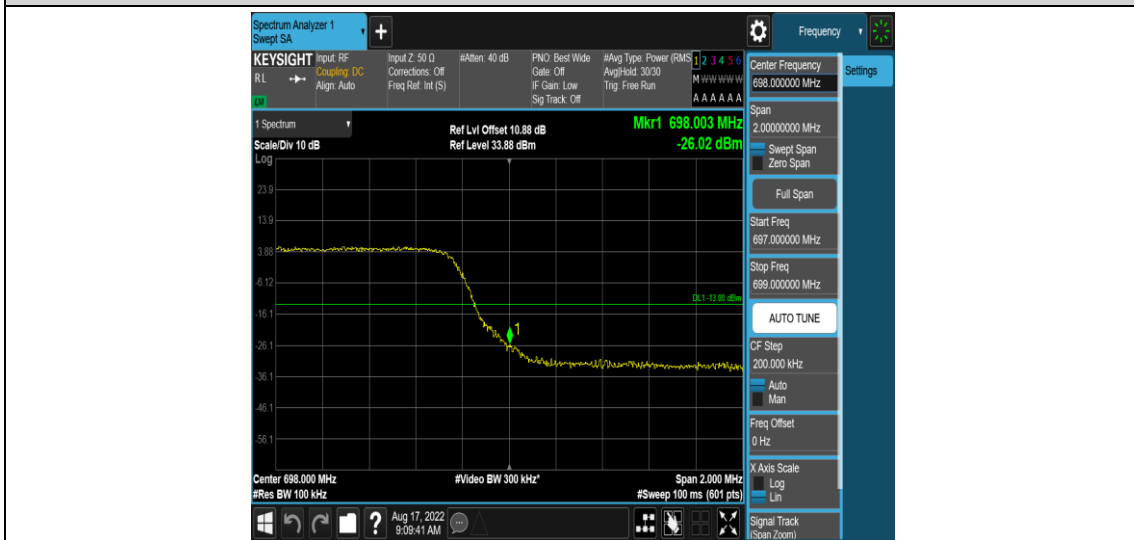 Spectrum Analyzer 1
Swept SA
+
Frequency
KEYSIGHT
RL
Input: RF
Coupling: DC
Align: Auto
Input Z: 50 Ω
Corrections: Off
Freq Ref: Int (S)
#Atten: 40 dB
PNO: Best Wide
Gate: Off
IF Gain: Low
Sig Track: Off
#Avg Type: Power (RMS
Avg|Hold: 30/30
Trig: Free Run
1 2 3 4 5 6
M W W W W W
A A A A A A
1 Spectrum
Scale/Div 10 dB
Ref Lvl Offset 10.88 dB
Ref Level 33.88 dBm
Mkr1 698.003 MHz
-26.02 dBm
Log
23.9
13.9
3.88
-6.12
-16.1
-26.1
-36.1
-46.1
-56.1
DL1 -13.00 dBm
1
Center 698.000 MHz
#Res BW 100 kHz
#Video BW 300 kHz*
Span 2.000 MHz
#Sweep 100 ms (601 pts)
?
Aug 17, 2022
9:09:41 AM
Center Frequency
698.000000 MHz
Settings
Span
2.00000000 MHz
Swept Span
Zero Span
Full Span
Start Freq
697.000000 MHz
Stop Freq
699.000000 MHz
AUTO TUNE
CF Step
200.000 kHz
Auto
Man
Freq Offset
0 Hz
X Axis Scale
Log
Lin
Signal Track
(Span Zoom)